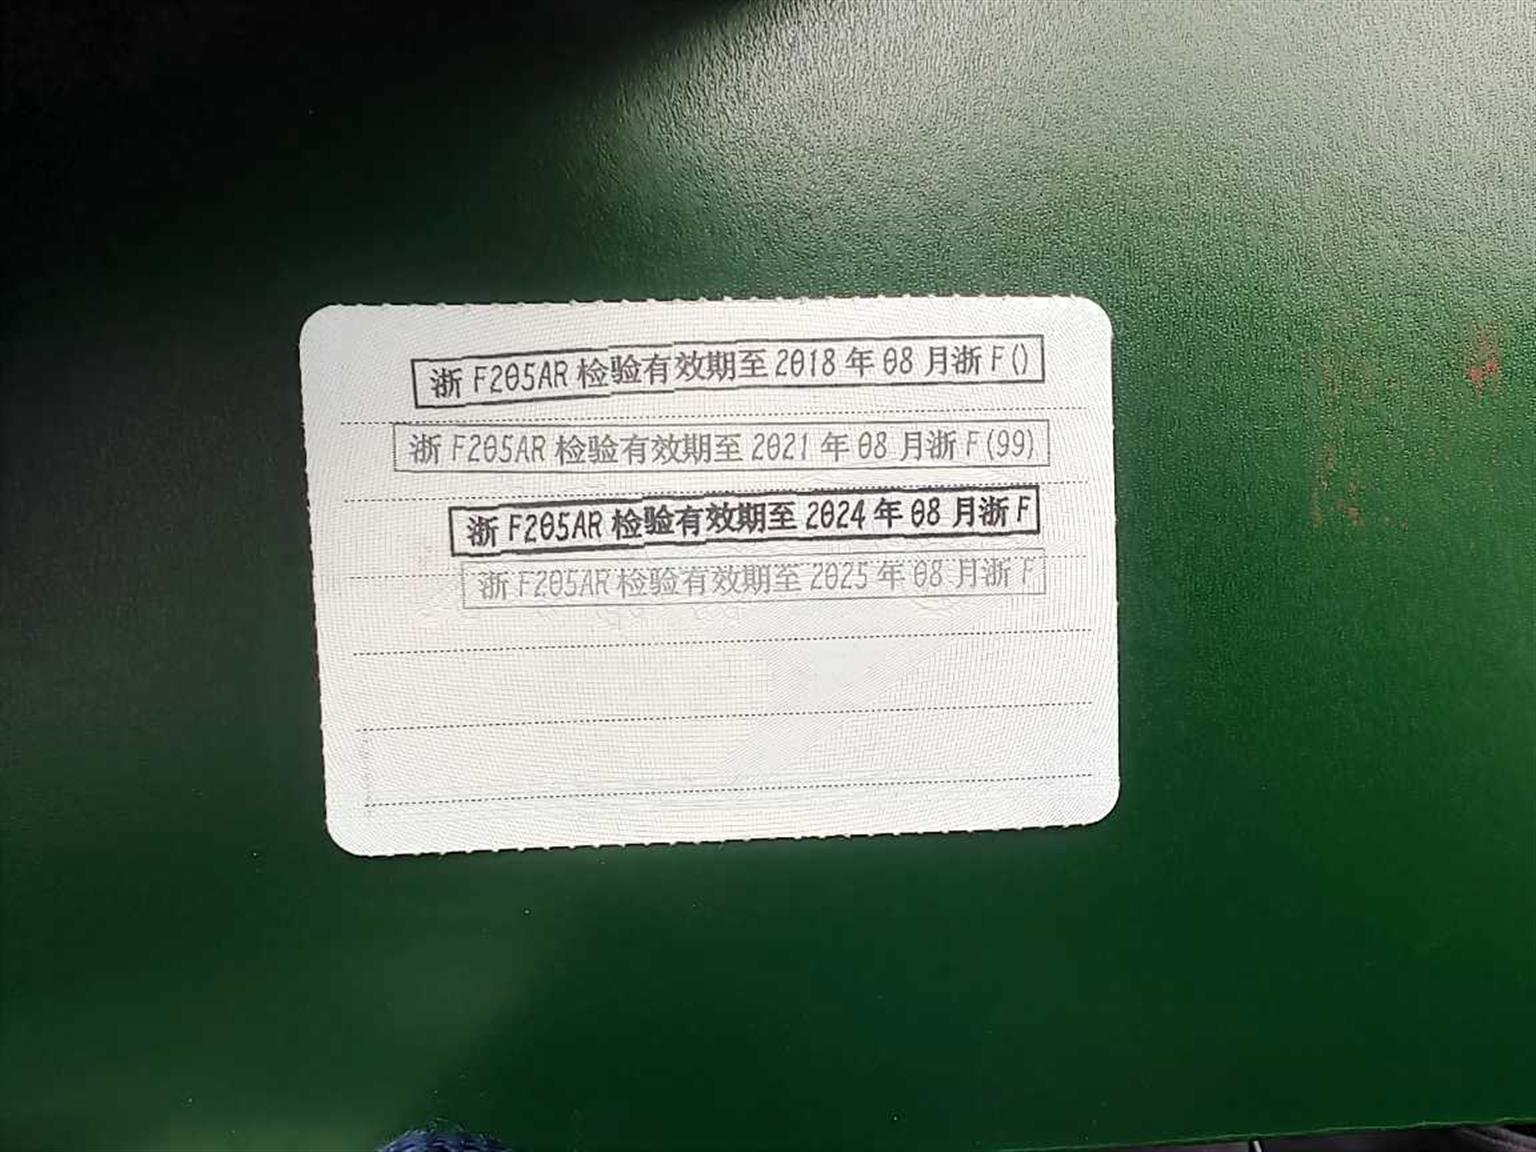 浙 F205AR 检验有效期至 2018 年 08 月浙 F()
浙 F205AR 检验有效期至 2021 年 08 月浙 F(99)
浙 F205AR 检验有效期至 2024 年 08 月浙 F
浙 F205AR 检验有效期至 2025 年 08 月浙 F